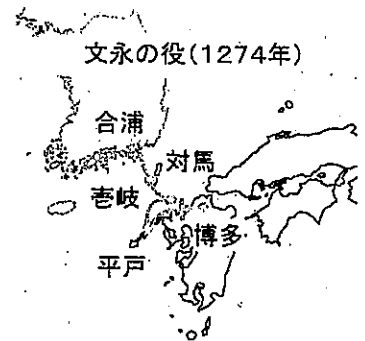 文永の役(1274年)
合浦
対馬
壱岐
博多
平戸